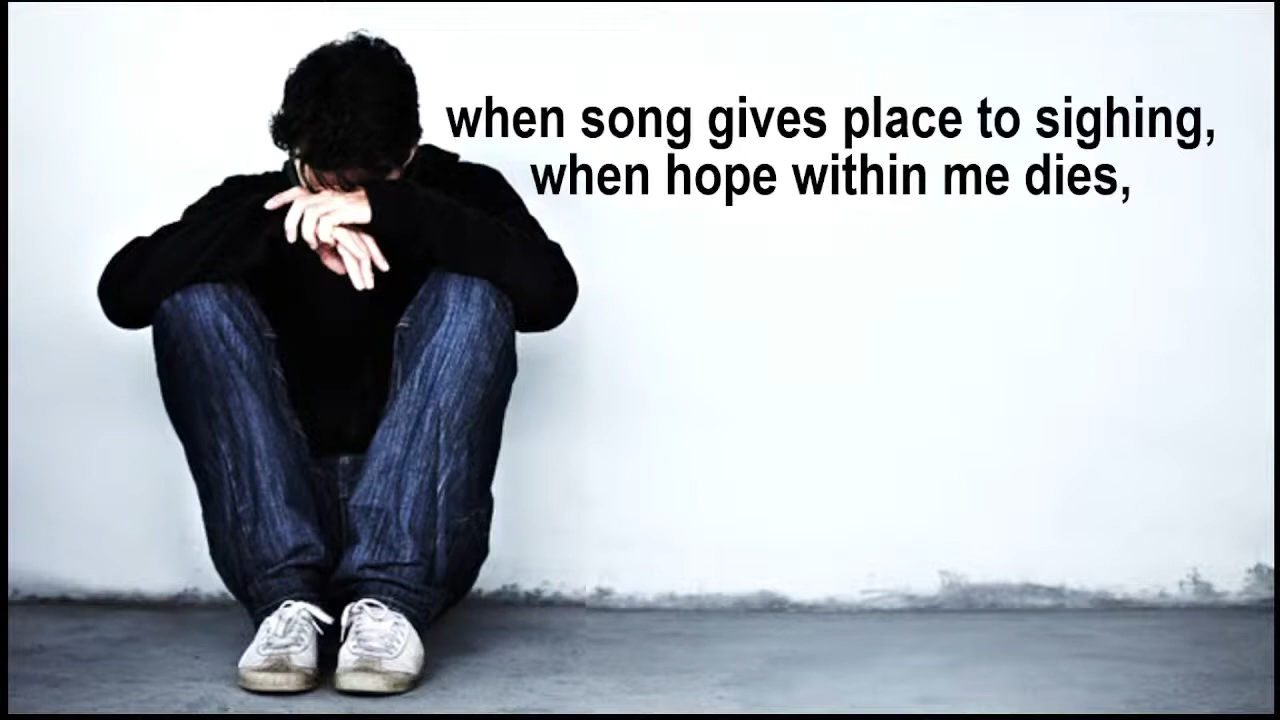 when song gives place to sighing,
when hope within me dies,